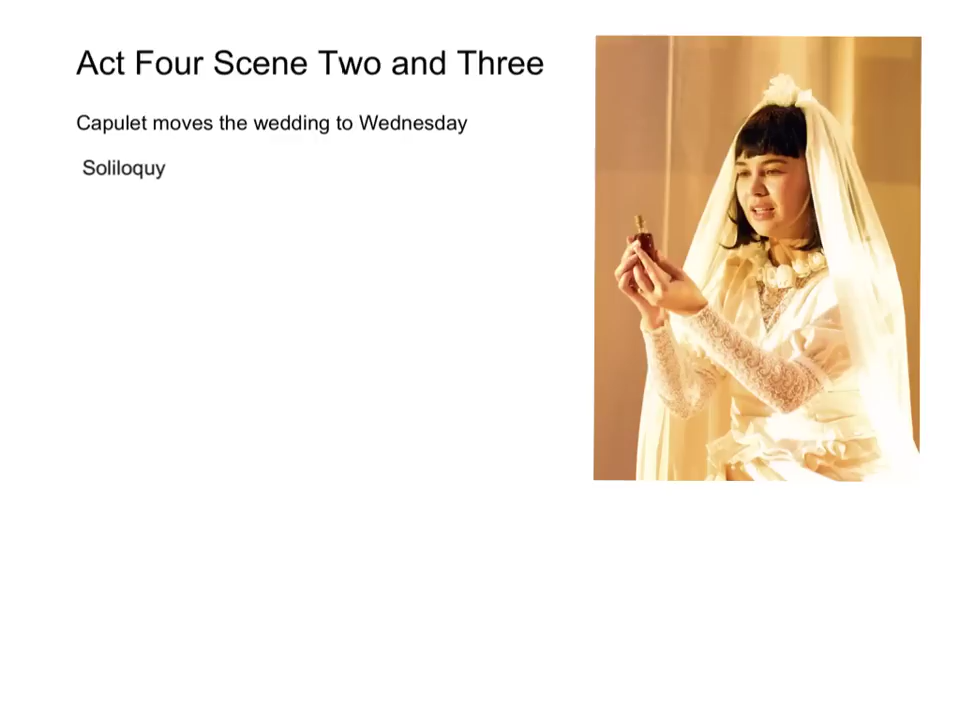 Act Four Scene Two and Three
Capulet moves the wedding to Wednesday
Soliloquy